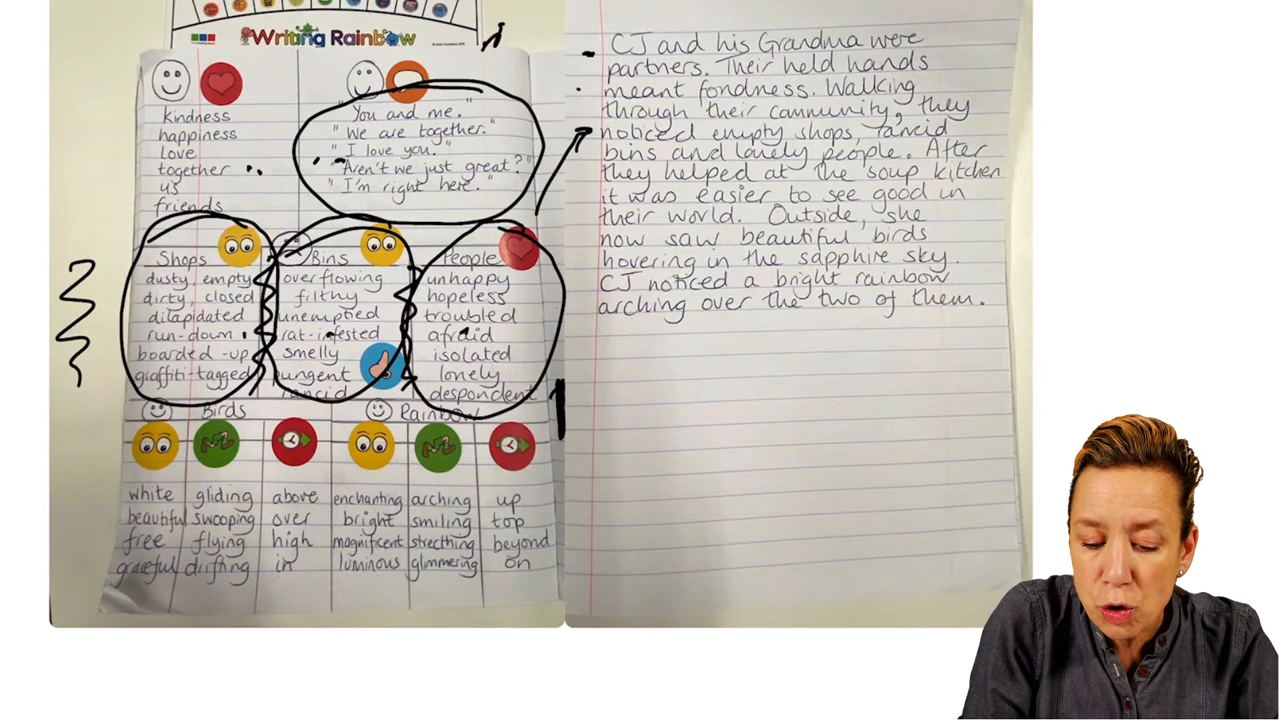 Writing Rainbow
kindness
happiness
love
together
us
friends
"You and me."
"We are together."
"I love you."
"Aren't we just great?"
"I'm right here."
Shops
dusty, empty
dirty, closed
dilapidated
run-down
boarded-up
graffiti-tagged
Bins
overflowing
filthy
unemptied
rat-infested
smelly
pungent
rancid
People
unhappy
hopeless
troubled
afraid
isolated
lonely
despondent
Birds
white
beautiful
free
graceful
gliding
swooping
flying
drifting
above
over
high
in
Rainbow
enchanting
bright
magnificent
luminous
arching
smiling
strecthing
glimmering
up
top
beyond
on
CJ and his Grandma were
partners. Their held hands
meant fondness. Walking
through their community, they
noticed empty shops, rancid
bins and lonely people. After
they helped at the soup kitchen
it was easier to see good in
their world. Outside, she
now saw beautiful birds
hovering in the sapphire sky.
CJ noticed a bright rainbow
arching over the two of them.